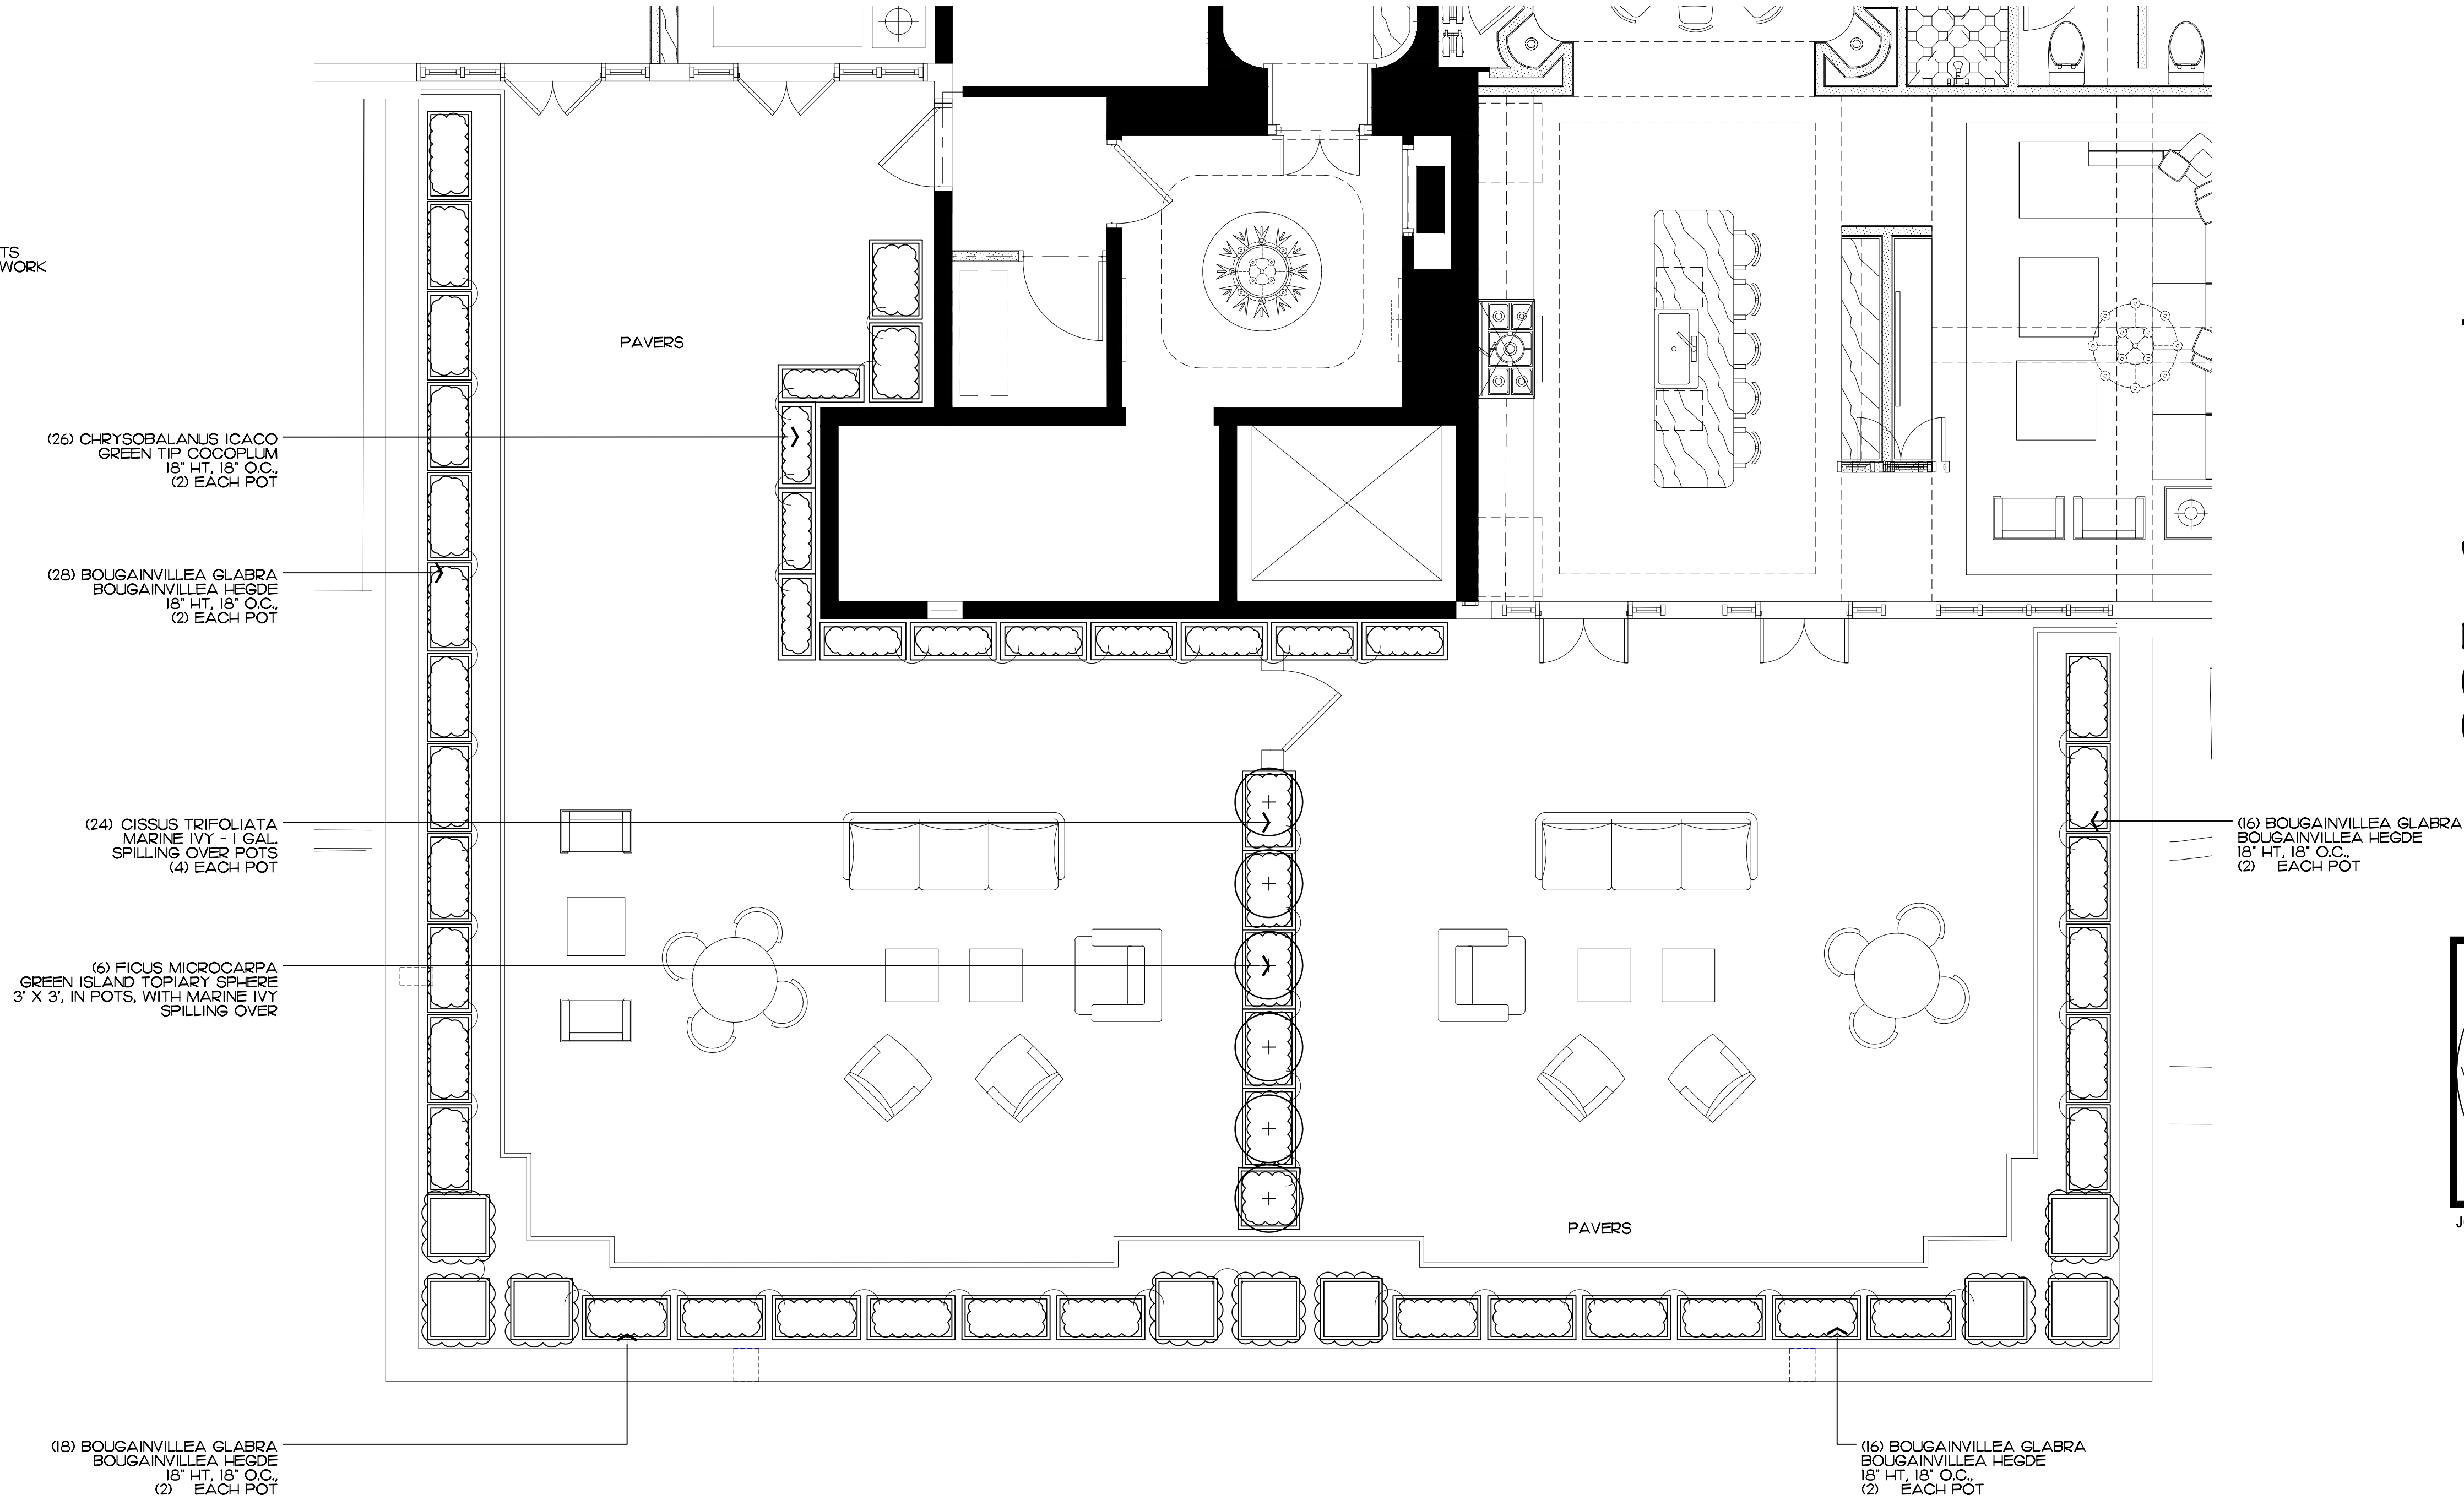 TS
WORK
PAVERS
(26) CHRYSOBALANUS ICACO
GREEN TIP COCOPLUM
18" HT, 18" O.C.,
(2) EACH POT
(28) BOUGAINVILLEA GLABRA
BOUGAINVILLEA HEGDE
18" HT, 18" O.C.,
(2) EACH POT
(24) CISSUS TRIFOLIATA
MARINE IVY - 1 GAL.
SPILLING OVER POTS
(4) EACH POT
(16) BOUGAINVILLEA GLABRA
BOUGAINVILLEA HEGDE
18" HT, 18" O.C.,
(2) EACH POT
(6) FICUS MICROCARPA
GREEN ISLAND TOPIARY SPHERE
3' X 3', IN POTS, WITH MARINE IVY
SPILLING OVER
PAVERS
J
(18) BOUGAINVILLEA GLABRA
BOUGAINVILLEA HEGDE
18" HT, 18" O.C.,
(2) EACH POT
(16) BOUGAINVILLEA GLABRA
BOUGAINVILLEA HEGDE
18" HT, 18" O.C.,
(2) EACH POT